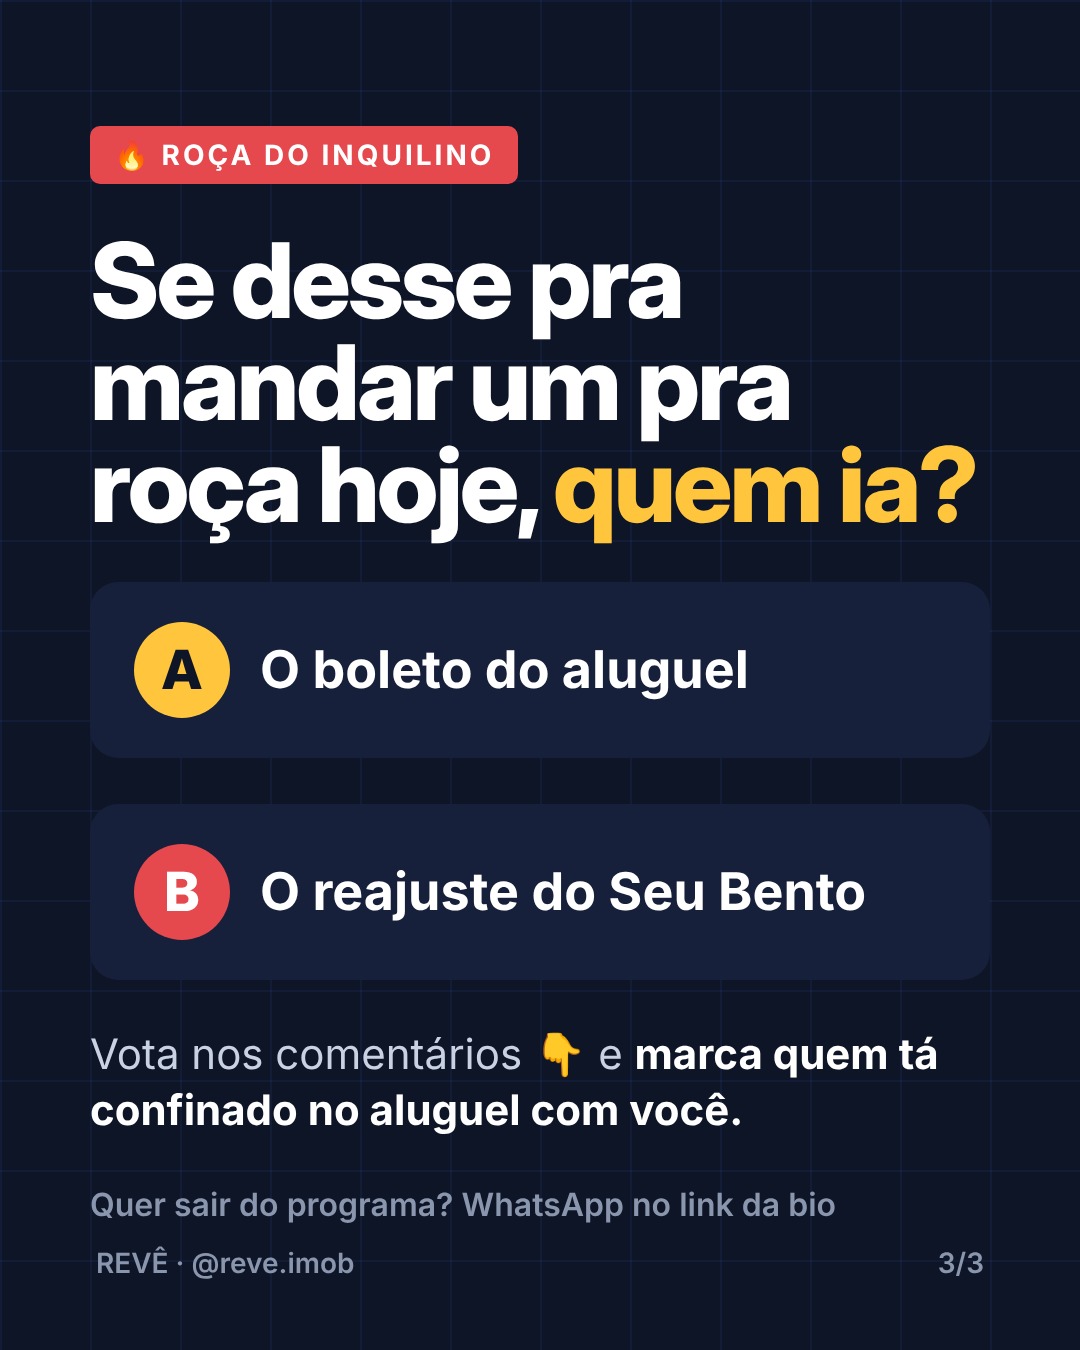 🔥 ROÇA DO INQUILINO
Se desse pra
mandar um pra
roça hoje, quem ia?
A O boleto do aluguel
B O reajuste do Seu Bento
Vota nos comentários 👇 e marca quem tá
confinado no aluguel com você.
Quer sair do programa? WhatsApp no link da bio
REVÊ · @reve.imob 3/3